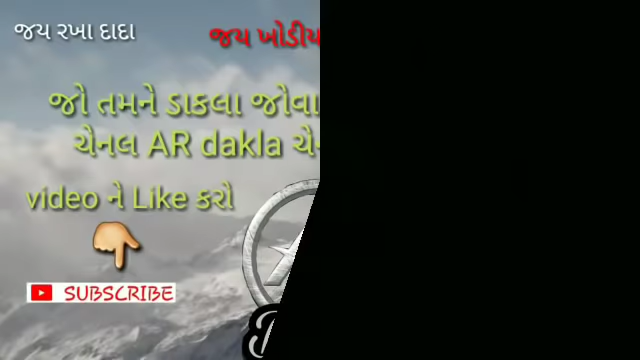 જય રખા દાદા
જય ખોડીય
જો તમને ડાકલા જોવા
ચેનલ AR dakla ચે
video ને Like કરો
SUBSCRIBE